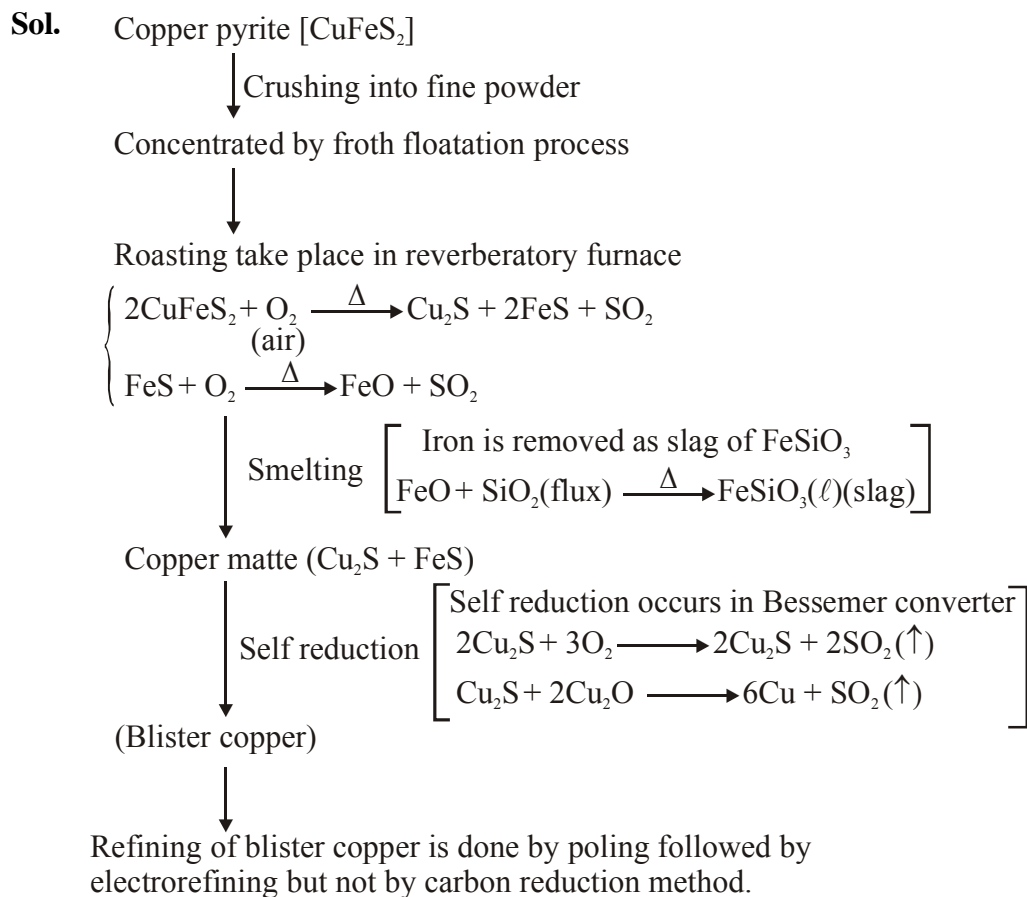 Sol. Copper pyrite [CuFeS₂]
Crushing into fine powder
Concentrated by froth floatation process
Roasting take place in reverberatory furnace
2CuFeS₂ + O₂ —Δ→ Cu₂S + 2FeS + SO₂
(air)
FeS + O₂ —Δ→ FeO + SO₂
Smelting
Iron is removed as slag of FeSiO₃
FeO + SiO₂(flux) —Δ→ FeSiO₃(ℓ)(slag)
Copper matte (Cu₂S + FeS)
Self reduction
Self reduction occurs in Bessemer converter
2Cu₂S + 3O₂ → 2Cu₂S + 2SO₂(↑)
Cu₂S + 2Cu₂O → 6Cu + SO₂(↑)
(Blister copper)
Refining of blister copper is done by poling followed by
electrorefining but not by carbon reduction method.